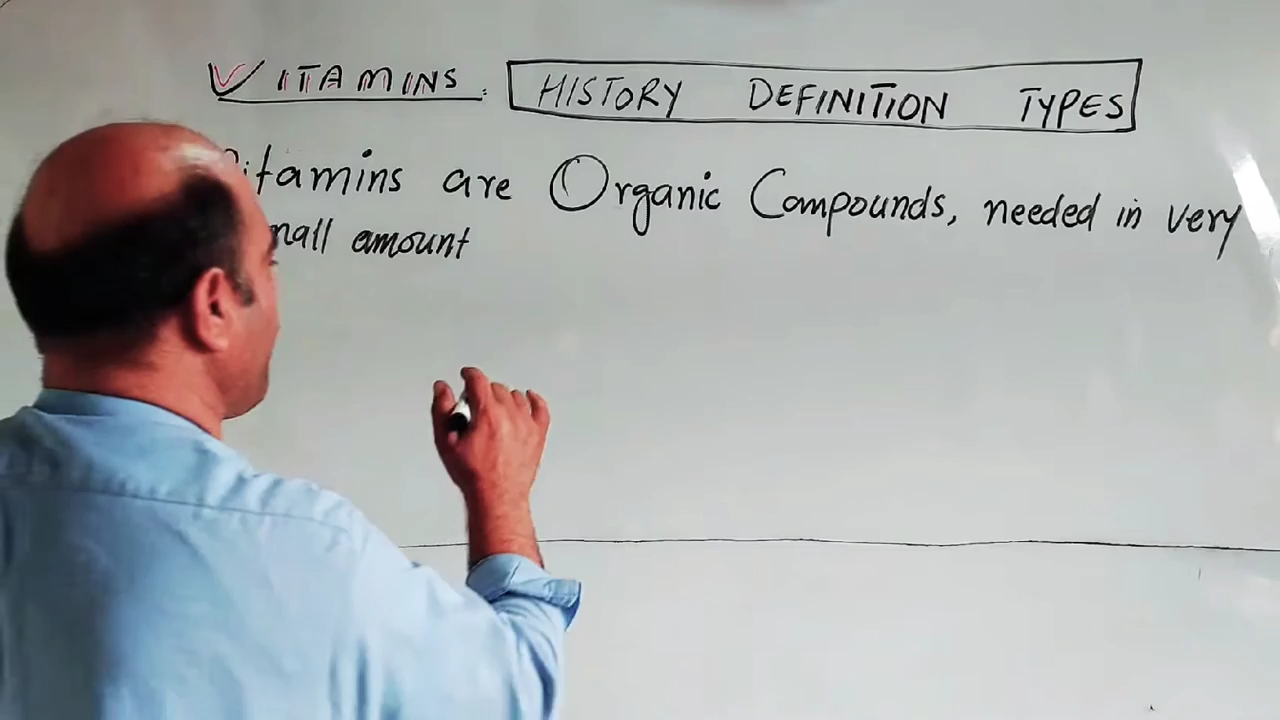 VITAMINS: HISTORY DEFINITION TYPES
Vitamins are Organic Compounds, needed in very
small amount